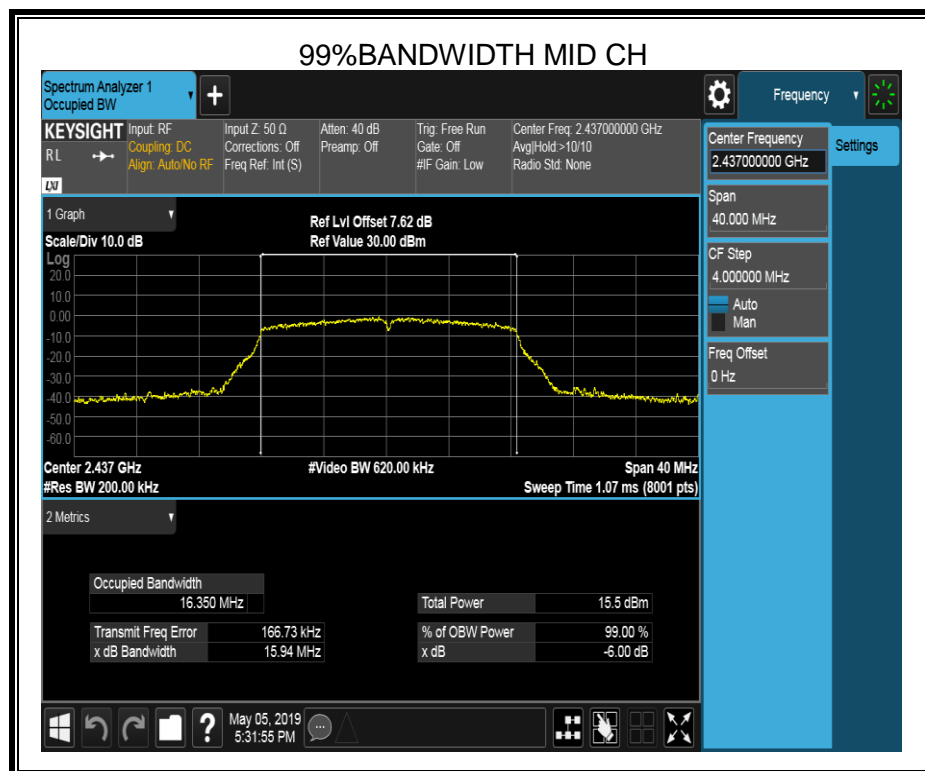 99%BANDWIDTH MID CH
Spectrum Analyzer 1
Occupied BW
+
Frequency
KEYSIGHT
R L
LXI
Input: RF
Coupling: DC
Align: Auto/No RF
Input Z: 50 Ω
Corrections: Off
Freq Ref: Int (S)
Atten: 40 dB
Preamp: Off
Trig: Free Run
Gate: Off
#IF Gain: Low
Center Freq: 2.437000000 GHz
Avg|Hold:>10/10
Radio Std: None
Center Frequency
2.437000000 GHz
Settings
Span
40.000 MHz
CF Step
4.000000 MHz
Auto
Man
Freq Offset
0 Hz
1 Graph
Scale/Div 10.0 dB
Ref Lvl Offset 7.62 dB
Ref Value 30.00 dBm
Log
20.0
10.0
0.00
-10.0
-20.0
-30.0
-40.0
-50.0
-60.0
Center 2.437 GHz
#Video BW 620.00 kHz
Span 40 MHz
#Res BW 200.00 kHz
Sweep Time 1.07 ms (8001 pts)
2 Metrics
Occupied Bandwidth
16.350 MHz
Total Power 15.5 dBm
Transmit Freq Error 166.73 kHz
% of OBW Power 99.00 %
x dB Bandwidth 15.94 MHz
x dB -6.00 dB
?
May 05, 2019
5:31:55 PM